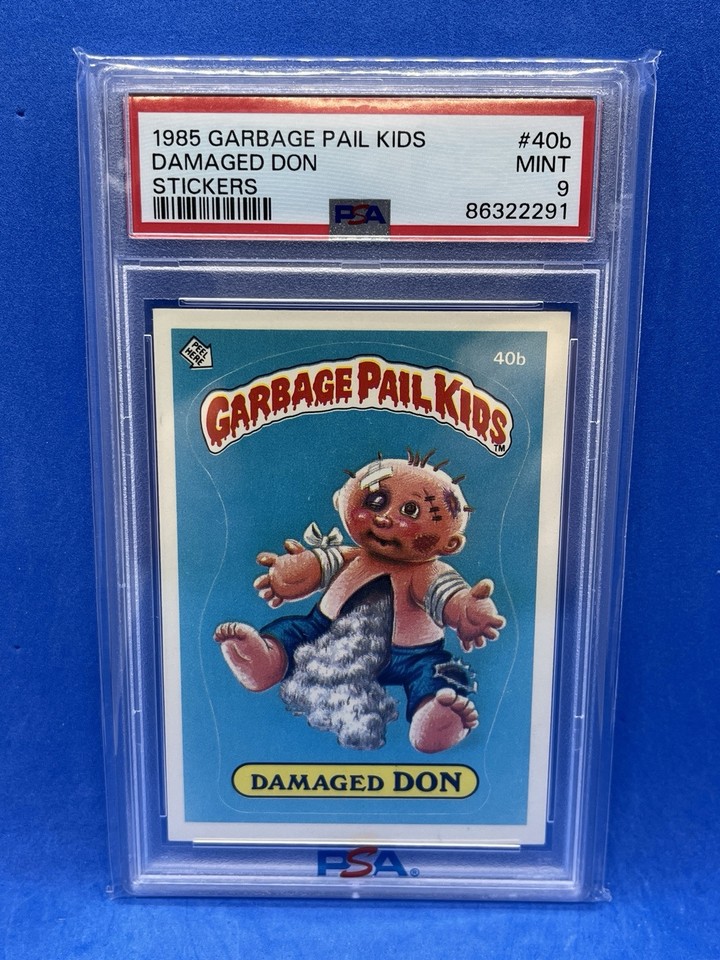 1985 GARBAGE PAIL KIDS #40b
DAMAGED DON MINT
STICKERS 9
PSA 86322291
PEEL
HERE
40b
GARBAGE PAIL KIDS
TM
DAMAGED DON
PSA®